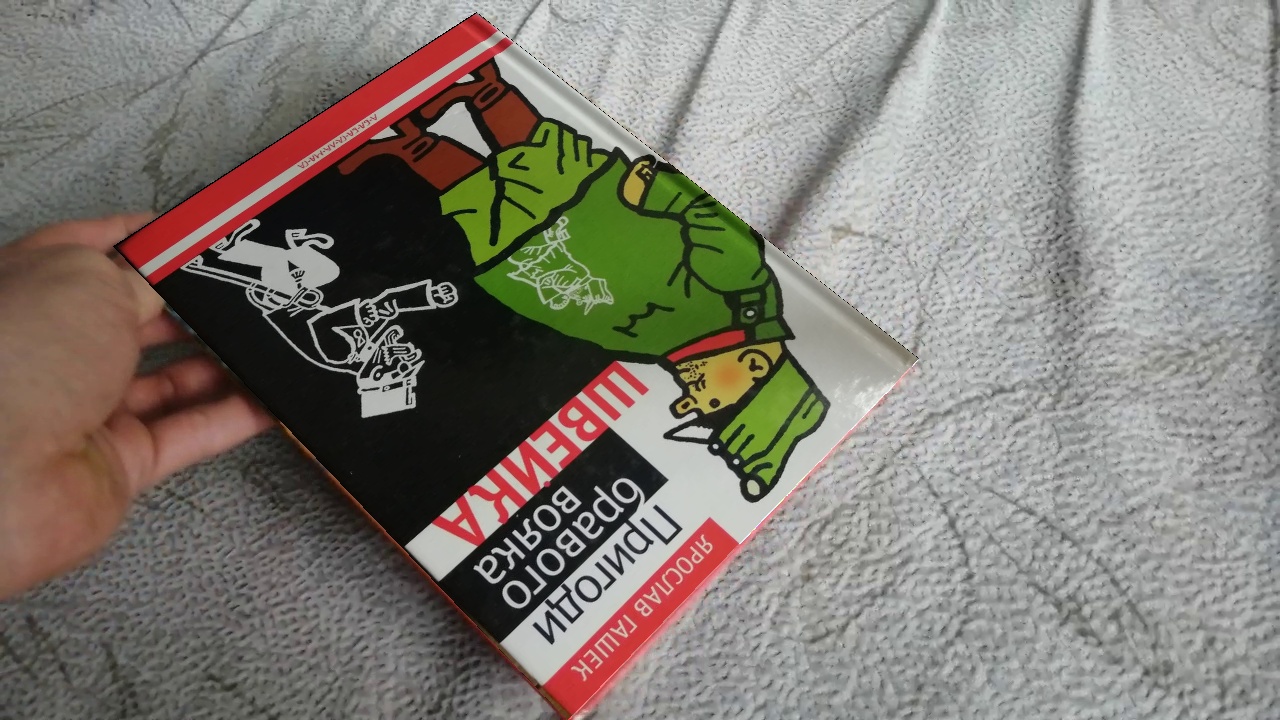 ЯРОСЛАВ ГАШЕК
Пригоди
бравого
вояка
ШВЕЙКА
А-БА-БА-ГА-ЛА-МА-ГА